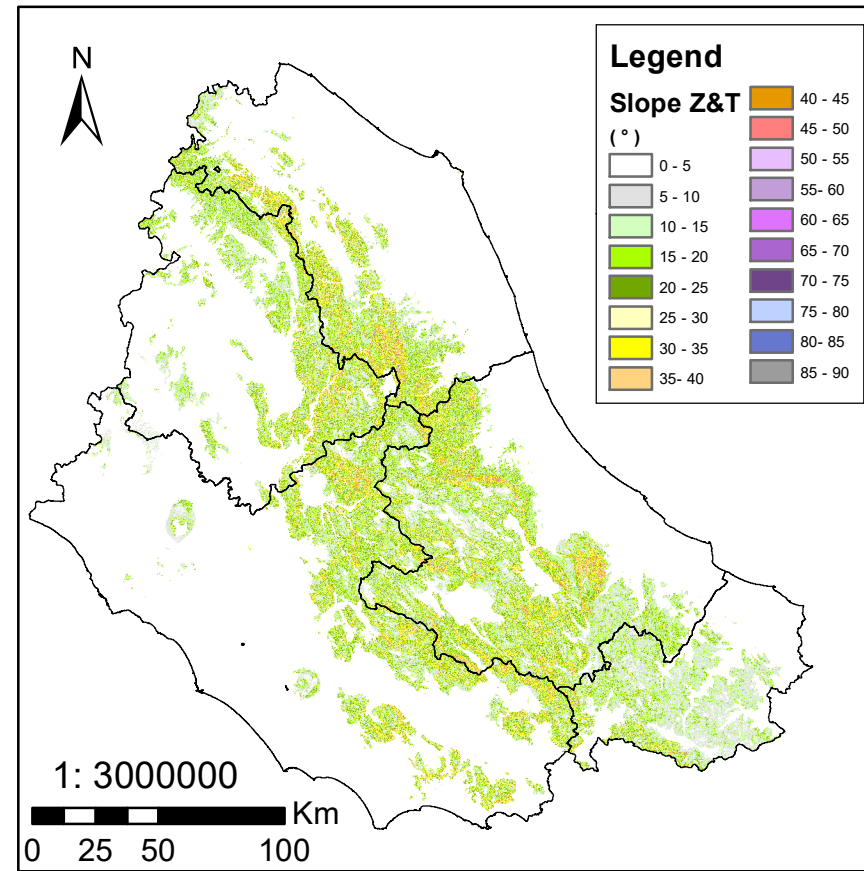 N
Legend
Slope Z&T
( ° )
0 - 5
5 - 10
10 - 15
15 - 20
20 - 25
25 - 30
30 - 35
35- 40
40 - 45
45 - 50
50 - 55
55- 60
60 - 65
65 - 70
70 - 75
75 - 80
80- 85
85 - 90
1: 3000000
Km
0 25 50 100